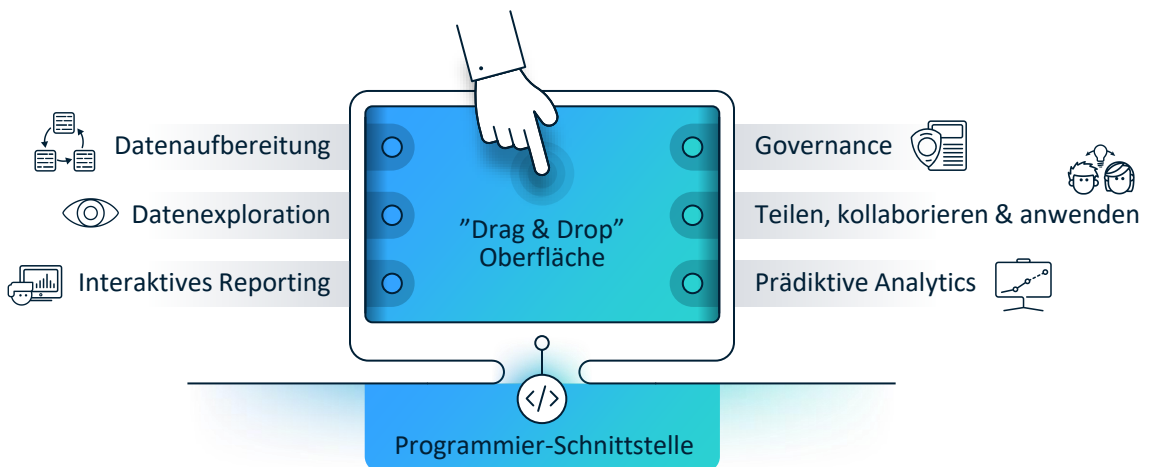 Datenaufbereitung
Datenexploration
Interaktives Reporting
”Drag & Drop”
Oberfläche
Governance
Teilen, kollaborieren & anwenden
Prädiktive Analytics
</>
Programmier-Schnittstelle